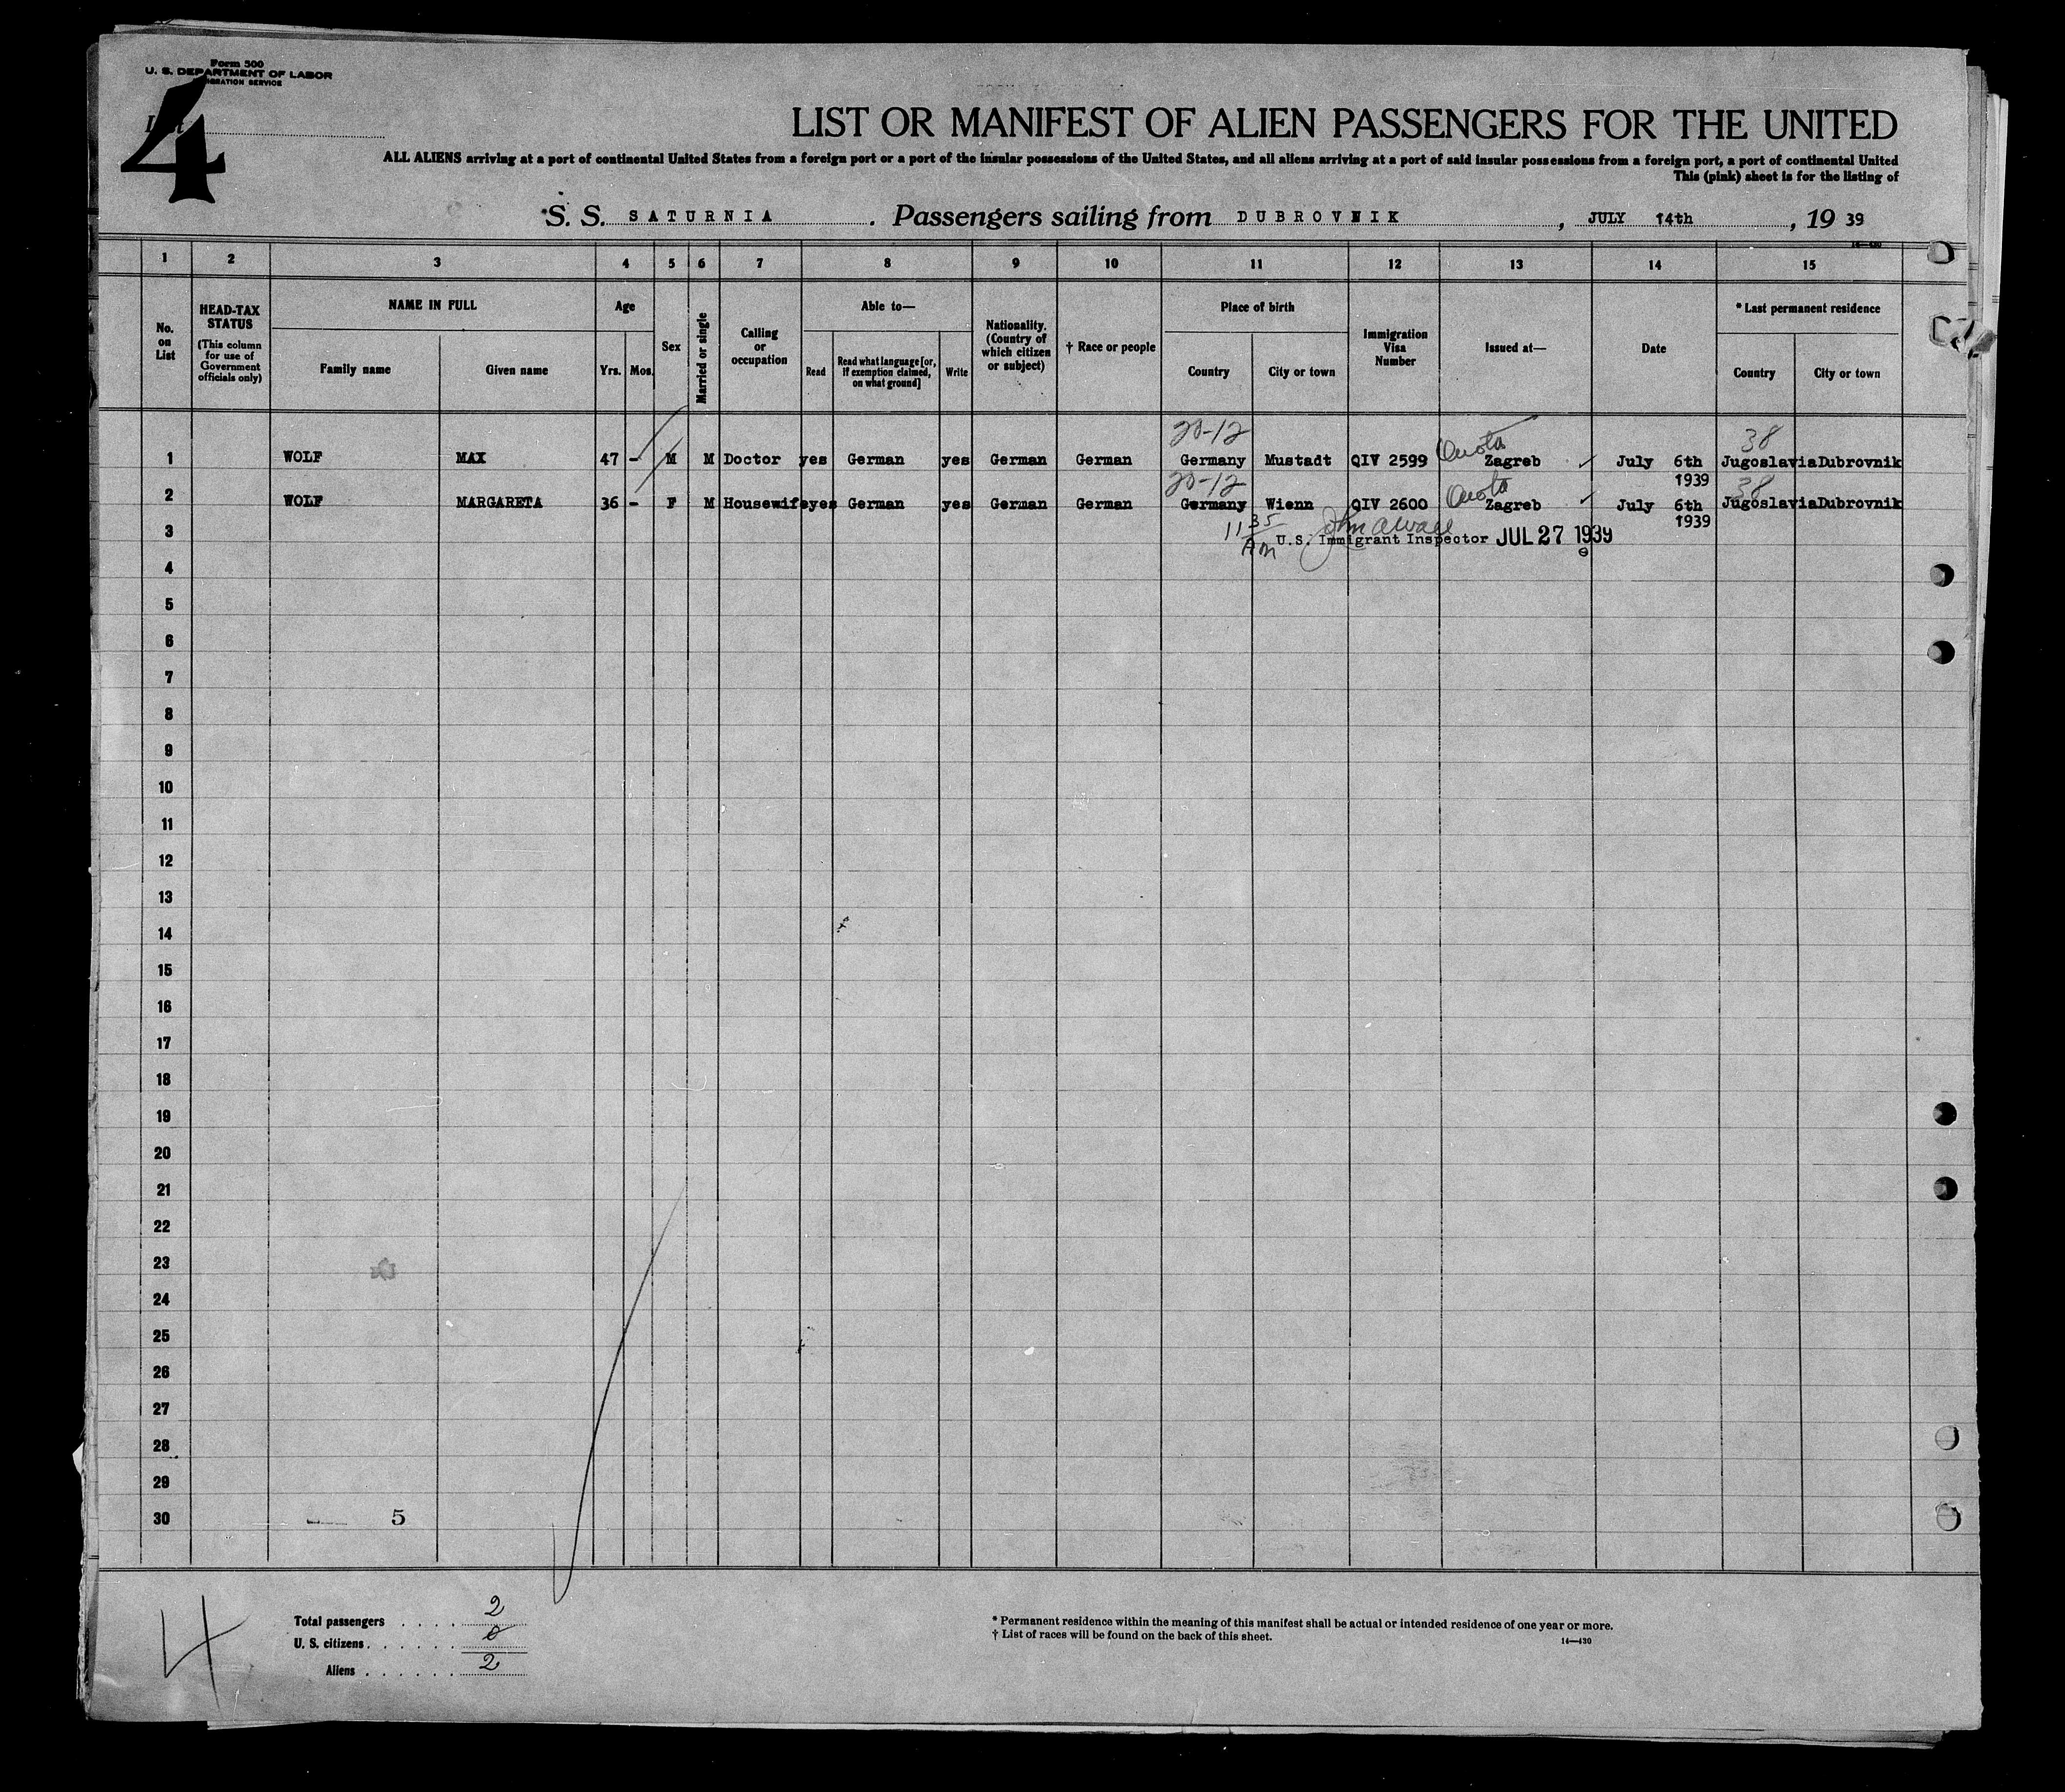 Form 500
U. S. DEPARTMENT OF LABOR
IMMIGRATION SERVICE
List
4
LIST OR MANIFEST OF ALIEN PASSENGERS FOR THE UNITED
ALL ALIENS arriving at a port of continental United States from a foreign port or a port of the insular possessions of the United States, and all aliens arriving at a port of said insular possessions from a foreign port, a port of continental United
This (pink) sheet is for the listing of
S. S. SATURNIA . Passengers sailing from DUBROVNIK , JULY 14th , 19 39
14—430
1 2 3 4 5 6 7 8 9 10 11 12 13 14 15
No. on List
HEAD-TAX STATUS (This column for use of Government officials only)
NAME IN FULL
Family name Given name
Age
Yrs. Mos.
Sex
Married or single
Calling or occupation
Able to—
Read Read what language [or, if exemption claimed, on what ground] Write
Nationality. (Country of which citizen or subject)
† Race or people
Place of birth
Country City or town
Immigration Visa Number
Issued at—
Date
* Last permanent residence
Country City or town
20-12 Quota 38
1 WOLF MAX 47 - M M Doctor yes German yes German German Germany Mustadt QIV 2599 Zagreb ✓ July 6th 1939 Jugoslavia Dubrovnik
20-12 Quota 38
2 WOLF MARGARETA 36 - F M Housewife yes German yes German German Germany Wienn QIV 2600 Zagreb ✓ July 6th 1939 Jugoslavia Dubrovnik
3 11 35 AM U.S. Immigrant Inspector JUL 27 1939
4
5
6
7
8
9
10
11
12
13
14
15
16
17
18
19
20
21
22
23
24
25
26
27
28
29
30 5
4
Total passengers . . . . 2
U. S. citizens . . . . . . 0
Aliens . . . . . . 2
* Permanent residence within the meaning of this manifest shall be actual or intended residence of one year or more.
† List of races will be found on the back of this sheet.
14—430